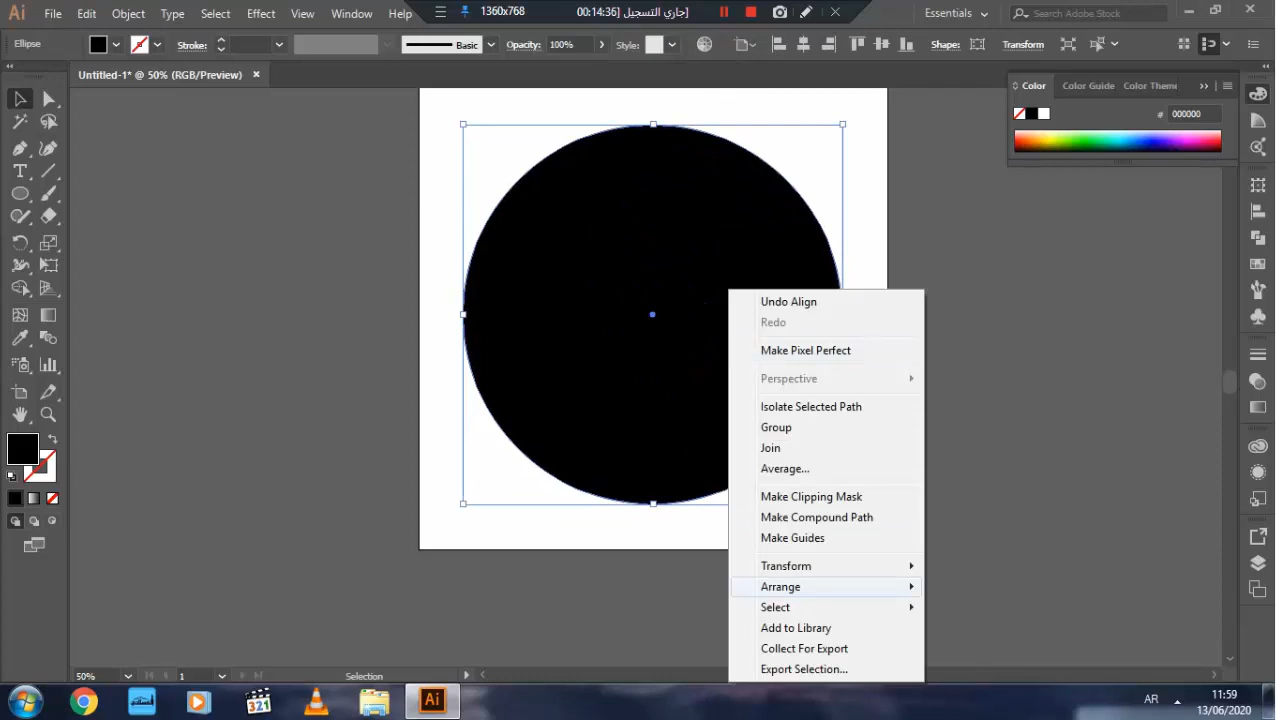 Ai File Edit Object Type Select Effect View Window Help
1360x768 00:14:36 [جاري التسجيل]
Essentials Search Adobe Stock
Ellipse Stroke: Basic Opacity: 100% Style: Shape: Transform
Untitled-1* @ 50% (RGB/Preview)
Color Color Guide Color Theme
# 000000
Undo Align
Redo
Make Pixel Perfect
Perspective
Isolate Selected Path
Group
Join
Average...
Make Clipping Mask
Make Compound Path
Make Guides
Transform
Arrange
Select
Add to Library
Collect For Export
Export Selection...
50% 1 Selection
321 Ai AR 11:59
13/06/2020